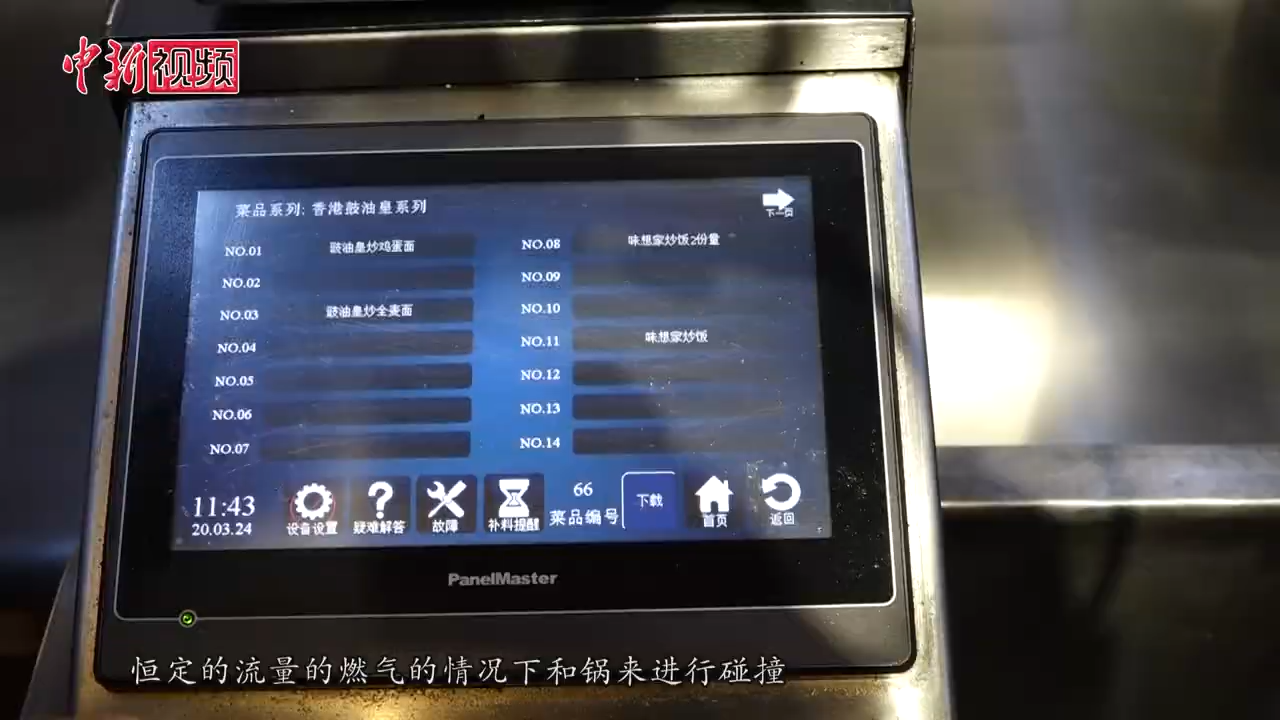 中新视频
菜品系列: 香港鼓油皇系列
下一页
NO.01 豉油皇炒鸡蛋面
NO.02
NO.03 豉油皇炒全麦面
NO.04
NO.05
NO.06
NO.07
NO.08 味想家炒饭2份量
NO.09
NO.10
NO.11 味想家炒饭
NO.12
NO.13
NO.14
11:43
20.03.24
设备设置
疑难解答
故障
补料提醒
66
菜品编号
下载
首页
返回
PanelMaster
恒定的流量的燃气的情况下和锅来进行碰撞